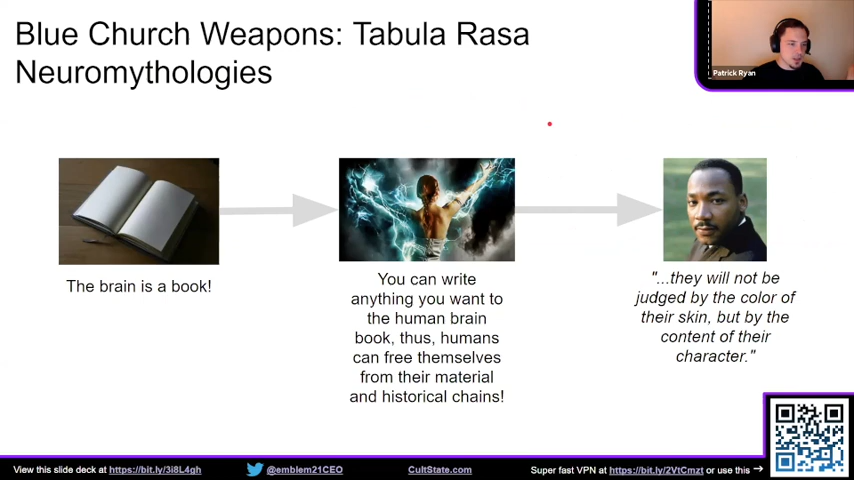 Blue Church Weapons: Tabula Rasa
Neuromythologies
Patrick Ryan
The brain is a book!
You can write
anything you want to
the human brain
book, thus, humans
can free themselves
from their material
and historical chains!
"...they will not be
judged by the color of
their skin, but by the
content of their
character."
View this slide deck at https://bit.ly/3i8L4gh
@emblem21CEO
CultState.com
Super fast VPN at https://bit.ly/2VtCmzt or use this